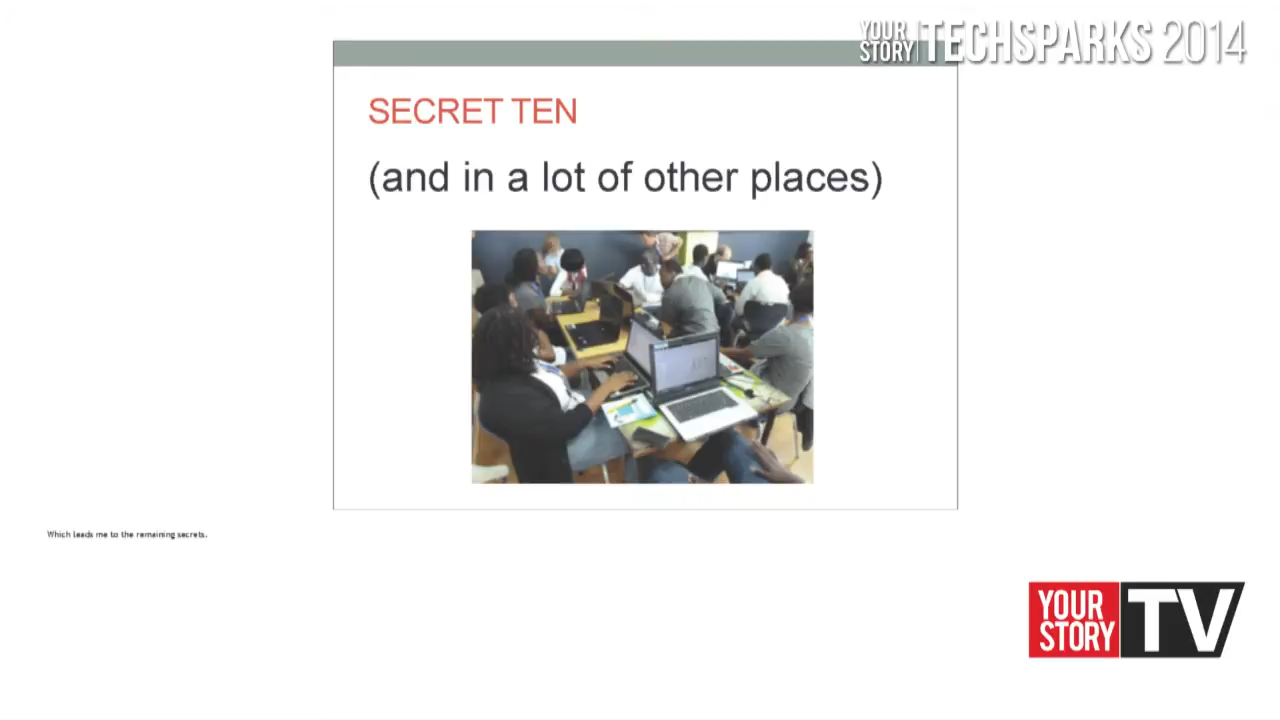 YOUR STORY TECHSPARKS 2014
SECRET TEN
(and in a lot of other places)
Which leads me to the remaining secrets.
YOUR STORY TV